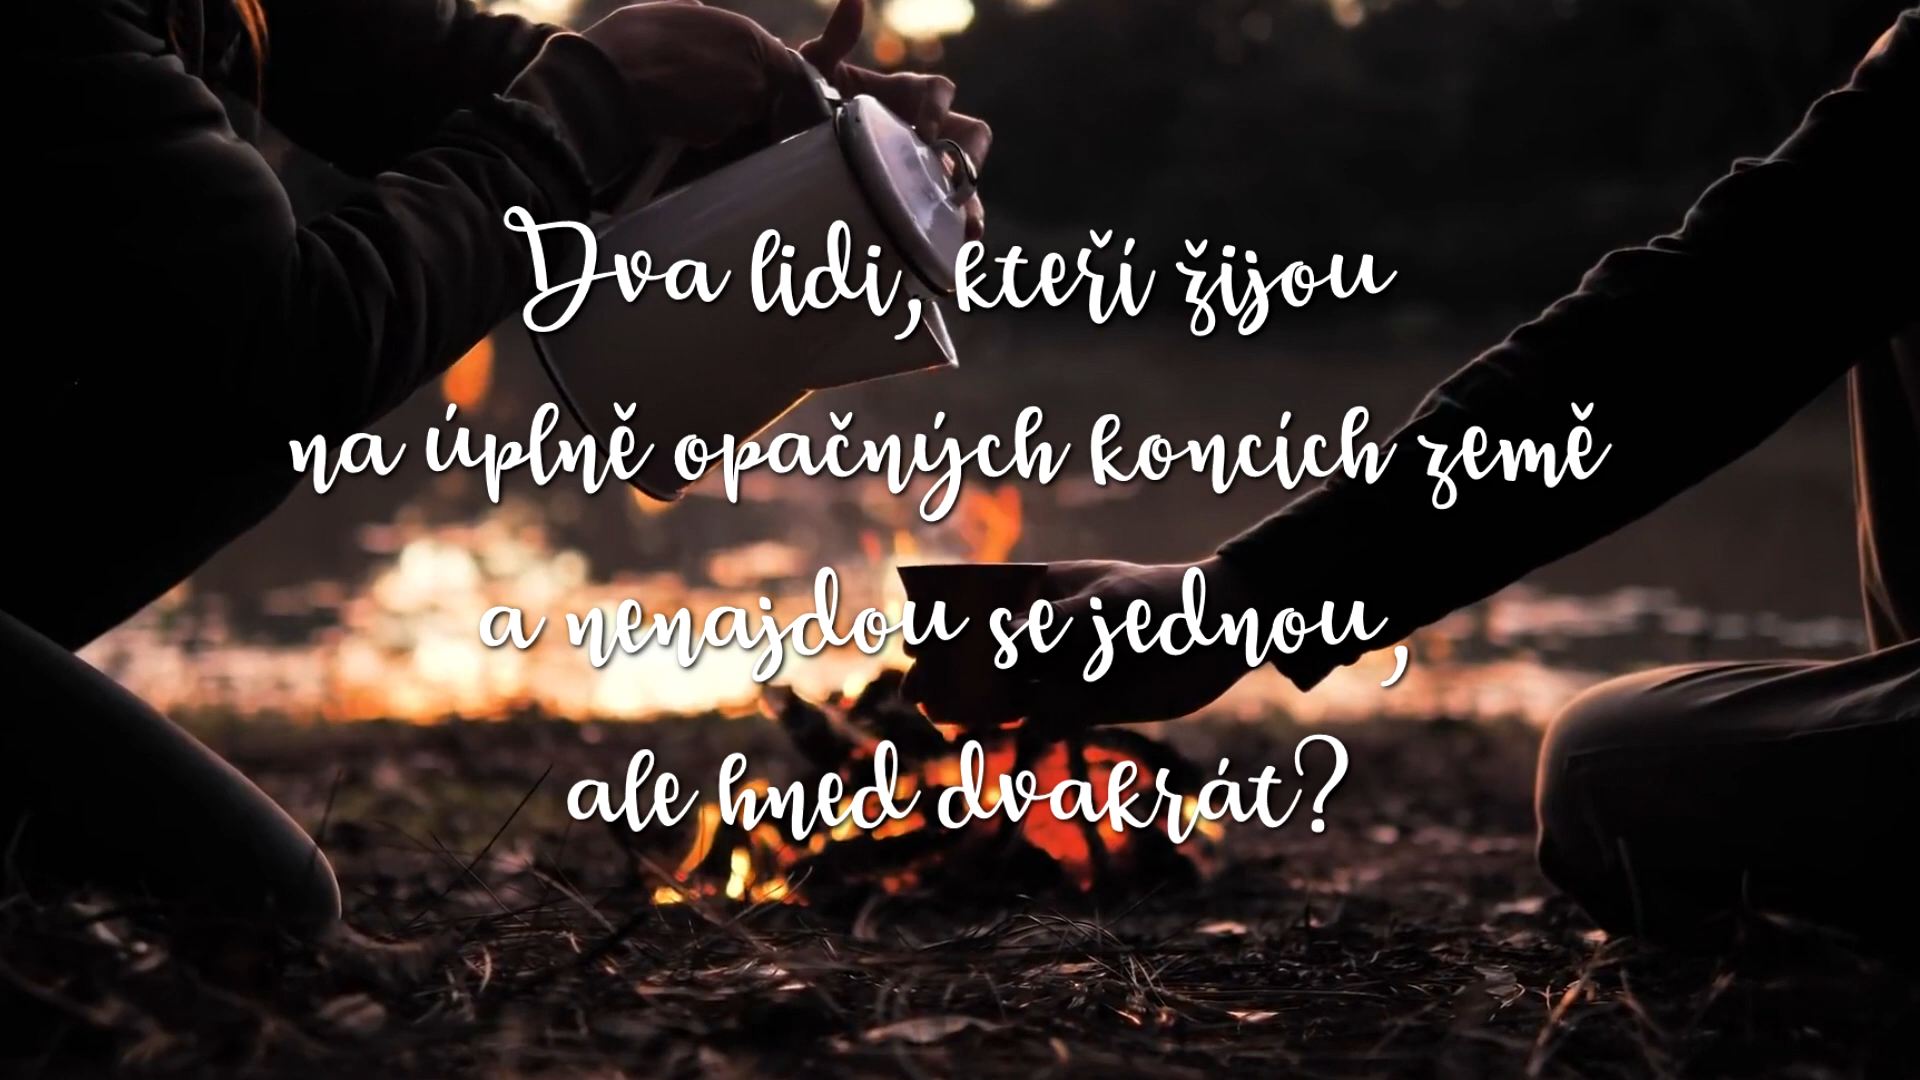 Dva lidi, kteří žijou
na úplně opačných koncích země
a nenajdou se jednou,
ale hned dvakrát?